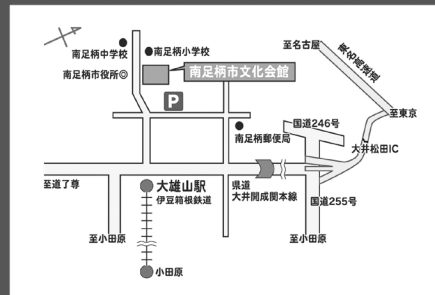 南足柄中学校
南足柄小学校
至名古屋
東名高速道
南足柄市役所◎
南足柄市文化会館
P
至東京
国道246号
南足柄郵便局
大井松田IC
至道了尊
大雄山駅
伊豆箱根鉄道
県道
大井開成関本線
国道255号
至小田原
至小田原
小田原